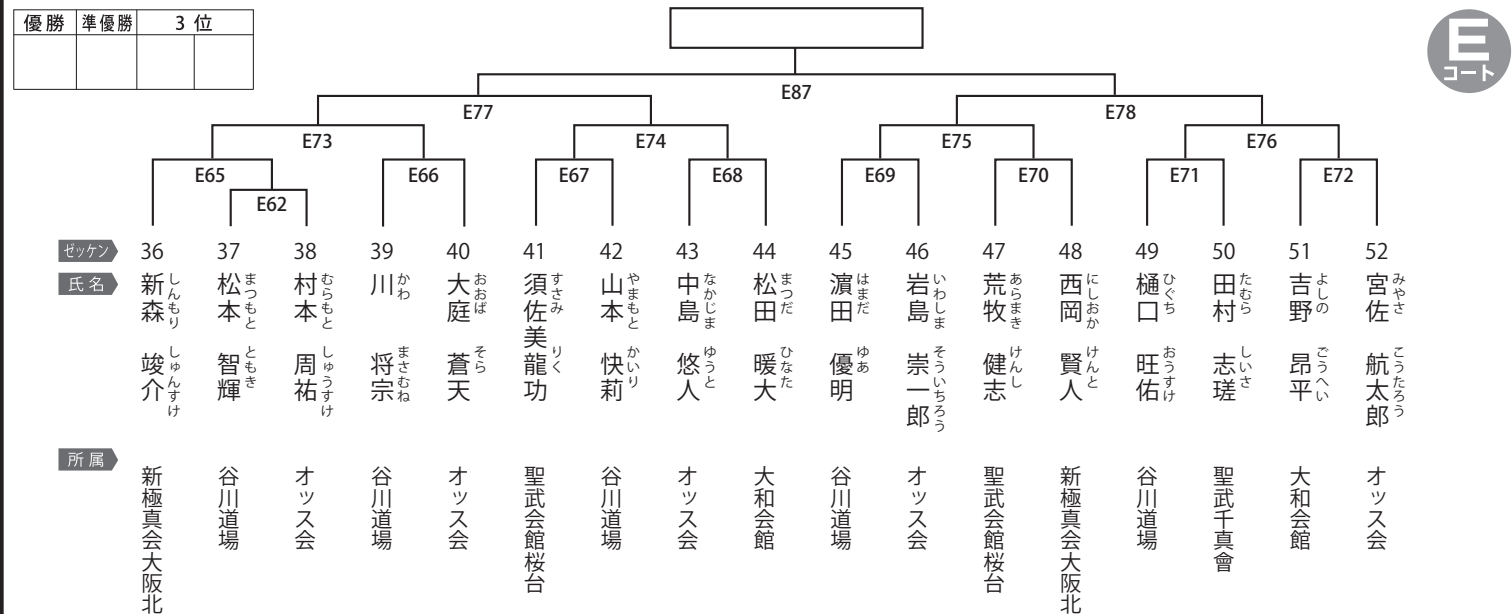 優勝 準優勝 3位
E
コート
E87
E77 E78
E73 E74 E75 E76
E65 E66 E67 E68 E69 E70 E71 E72
E62
ゼッケン 36 37 38 39 40 41 42 43 44 45 46 47 48 49 50 51 52
氏名
新森 竣介 しんもり しゅんすけ
松本 智輝 まつもと ともき
村本 周祐 むらもと しゅうすけ
川 将宗 かわ まさむね
大庭 蒼天 おおば そら
須佐美 龍功 すさみ りく
山本 快莉 やまもと かいり
中島 悠人 なかじま ゆうと
松田 暖大 まつだ ひなた
濵田 優明 はまだ ゆあ
岩島 崇一郎 いわしま そういちろう
荒牧 健志 あらまき けんし
西岡 賢人 にしおか けんと
樋口 旺佑 ひぐち おうすけ
田村 志瑳 たむら しいさ
吉野 昂平 よしの ごうへい
宮佐 航太郎 みやさ こうたろう
所属
新極真会大阪北
谷川道場
オッス会
谷川道場
オッス会
聖武会館桜台
谷川道場
オッス会
大和会館
谷川道場
オッス会
聖武会館桜台
新極真会大阪北
谷川道場
聖武千真會
大和会館
オッス会